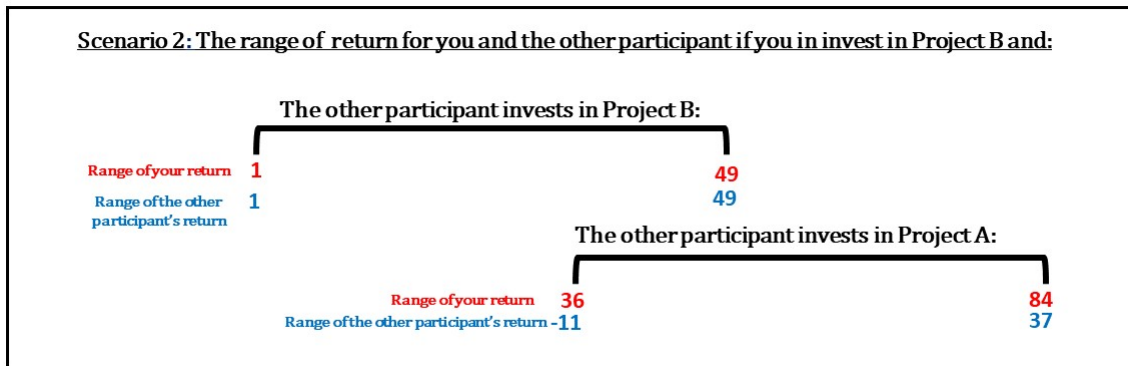 Scenario 2: The range of return for you and the other participant if you in invest in Project B and:
The other participant invests in Project B:
Range of your return 1 49
Range of the other 1 49
participant's return
The other participant invests in Project A:
Range of your return 36 84
Range of the other participant's return -11 37